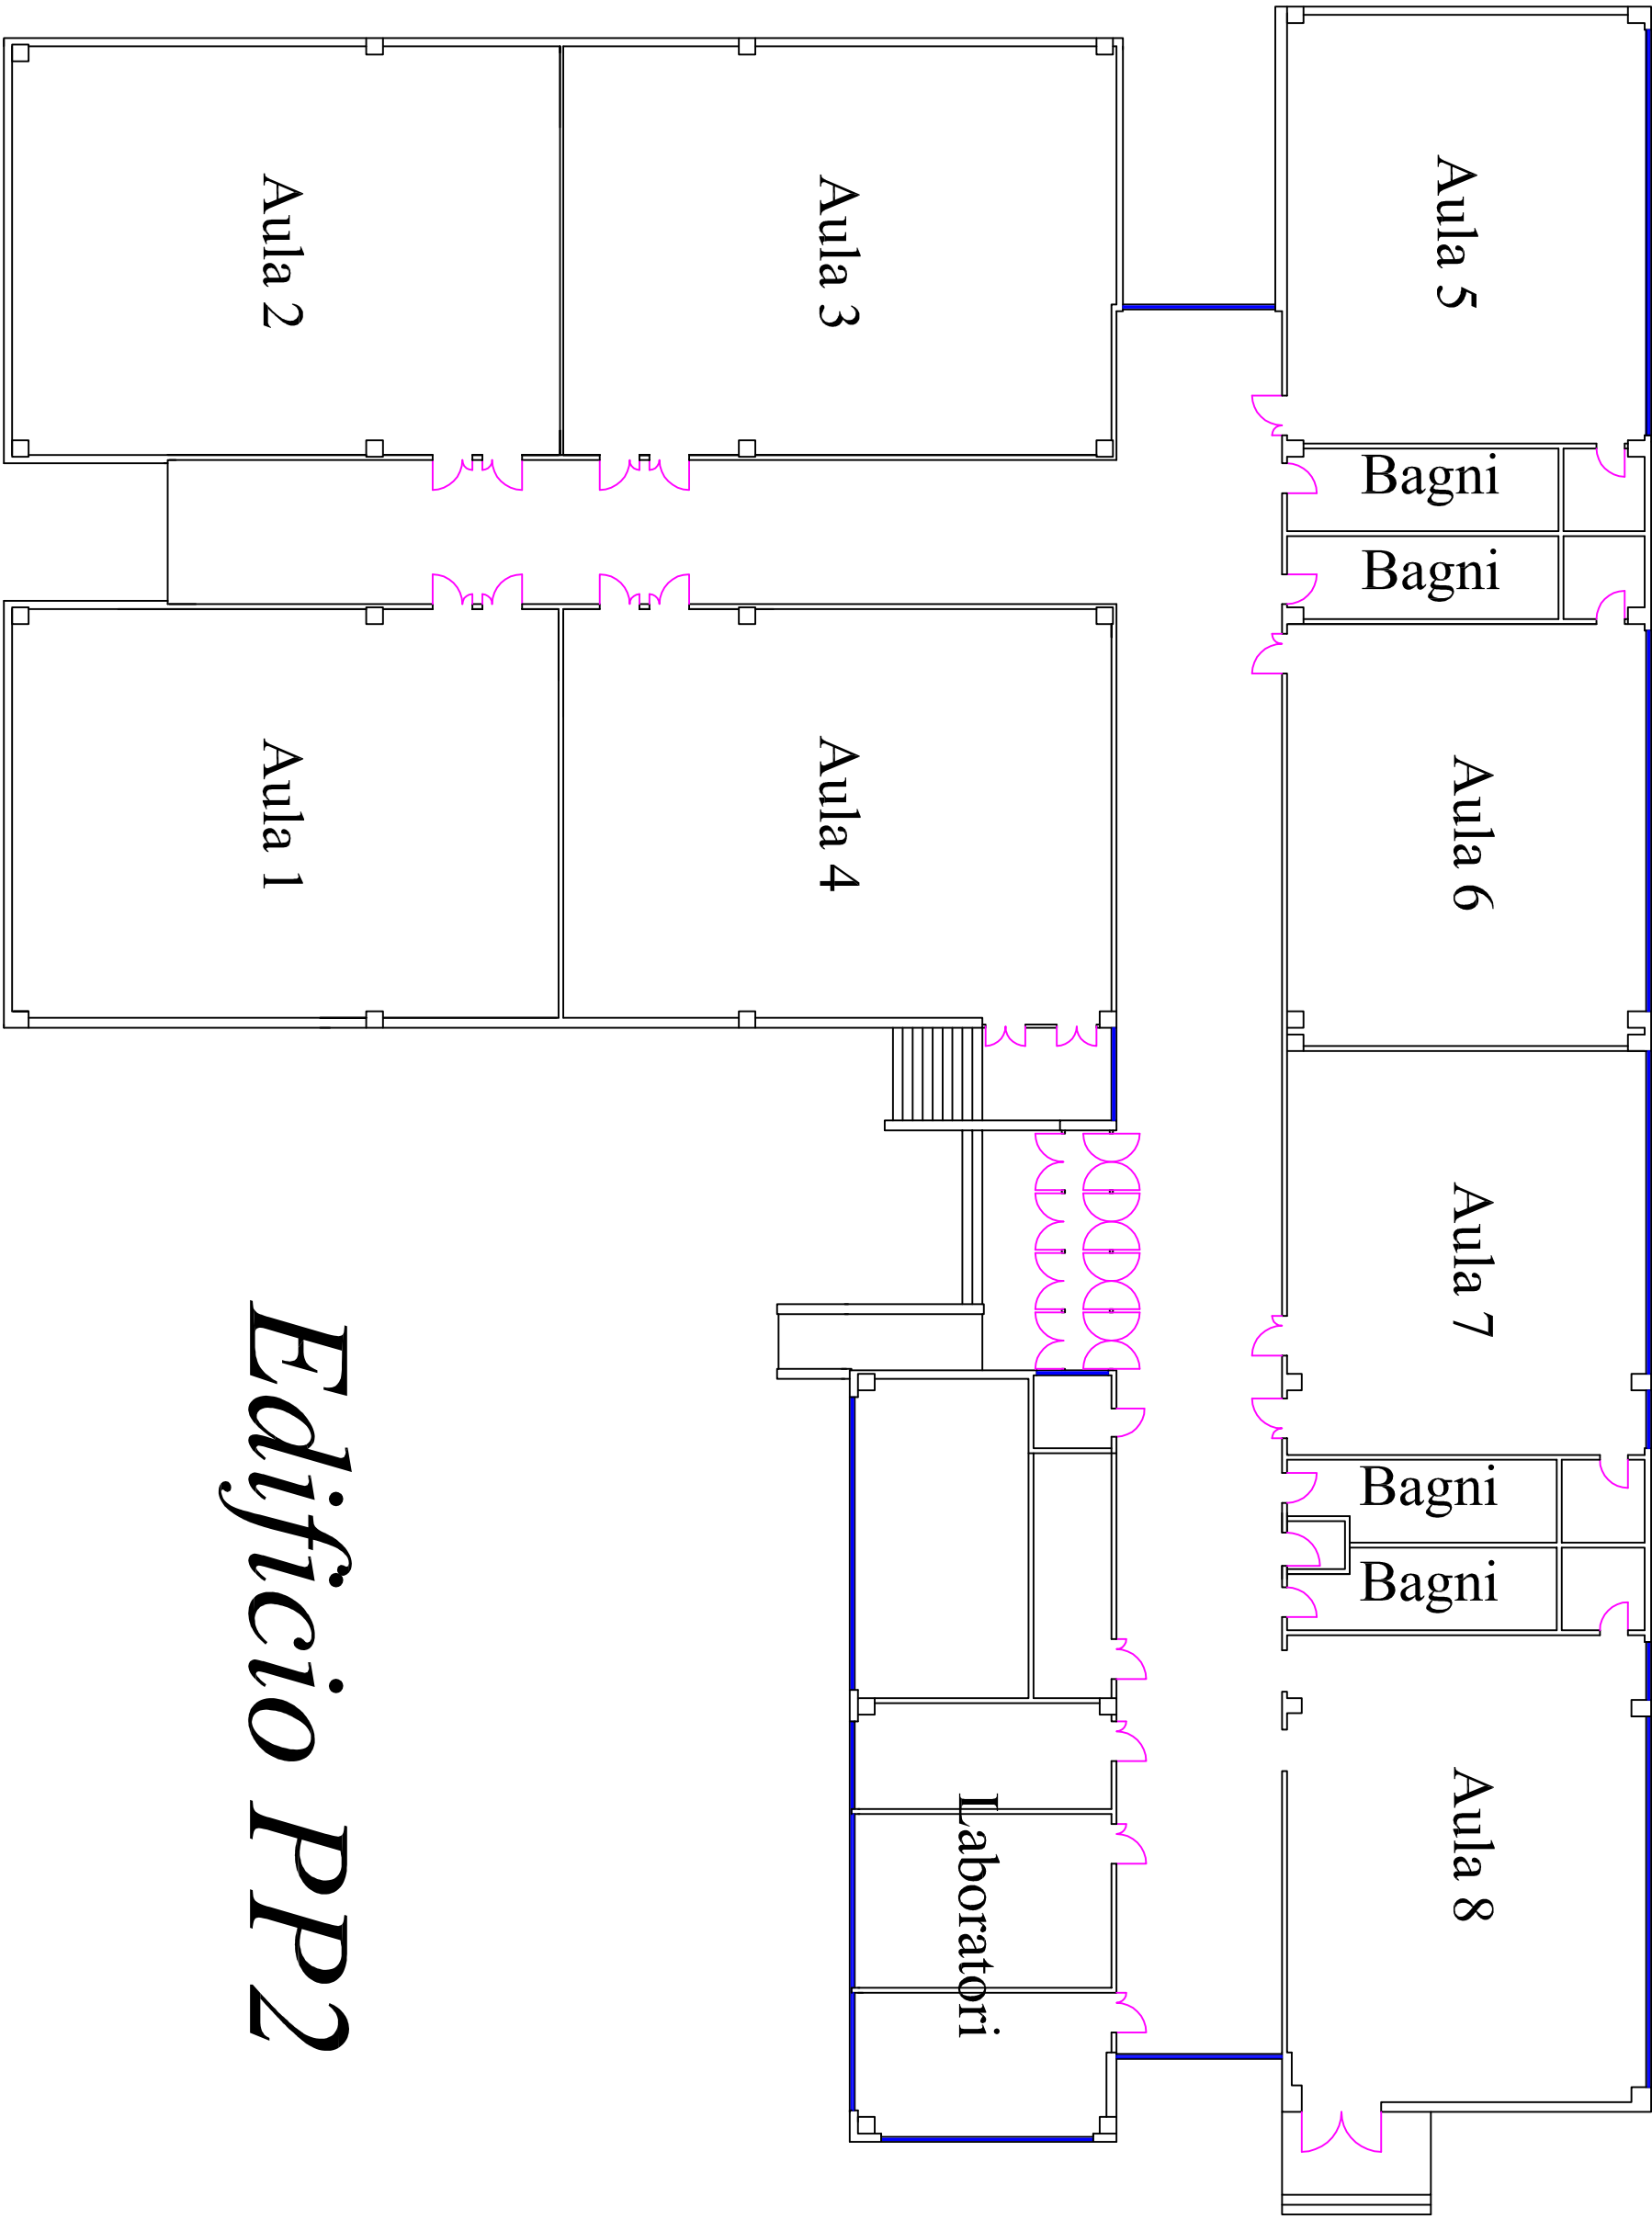 Aula 5
Aula 2
Aula 3
Bagni
Bagni
Aula 6
Aula 1
Aula 4
Aula 7
Bagni
Bagni
Aula 8
Laboratori
Edificio PP2